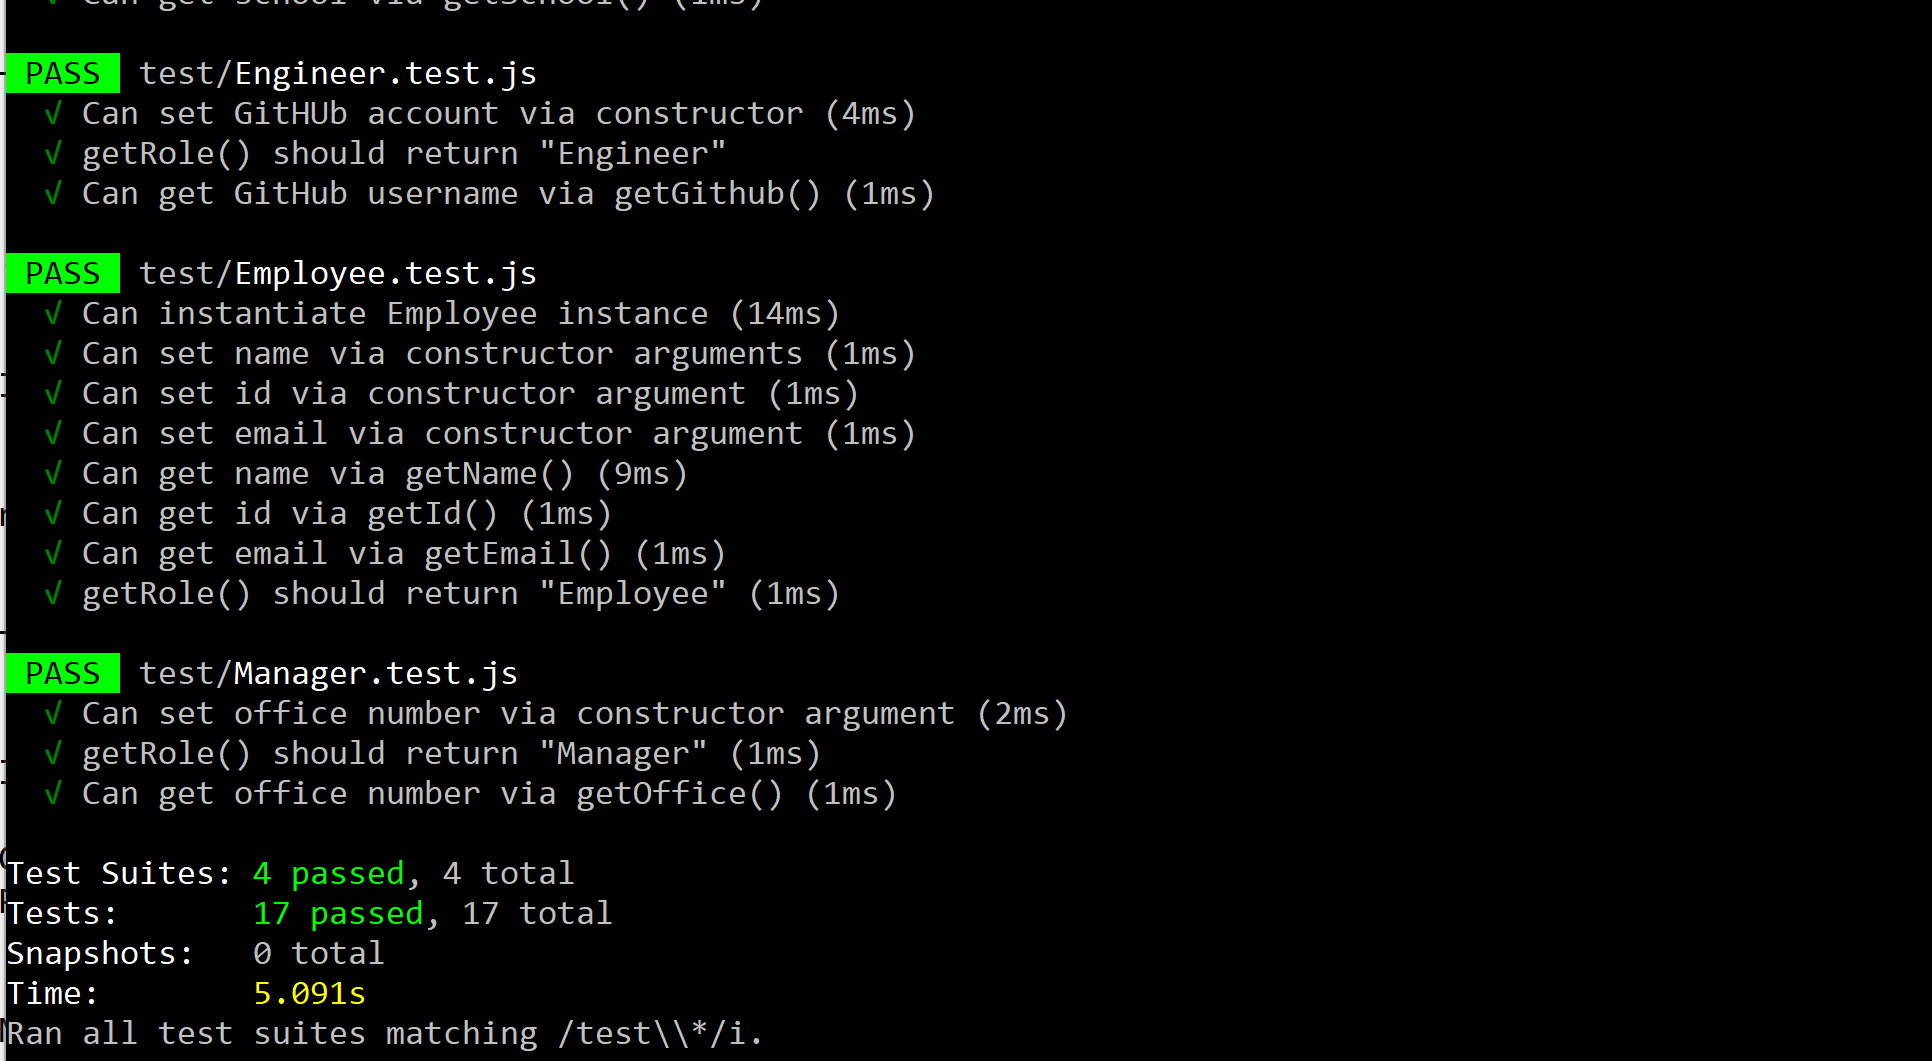 √ Can get school via getSchool() (1ms)
PASS test/Engineer.test.js
√ Can set GitHUb account via constructor (4ms)
√ getRole() should return "Engineer"
√ Can get GitHub username via getGithub() (1ms)
PASS test/Employee.test.js
√ Can instantiate Employee instance (14ms)
√ Can set name via constructor arguments (1ms)
√ Can set id via constructor argument (1ms)
√ Can set email via constructor argument (1ms)
√ Can get name via getName() (9ms)
√ Can get id via getId() (1ms)
√ Can get email via getEmail() (1ms)
√ getRole() should return "Employee" (1ms)
PASS test/Manager.test.js
√ Can set office number via constructor argument (2ms)
√ getRole() should return "Manager" (1ms)
√ Can get office number via getOffice() (1ms)
Test Suites: 4 passed, 4 total
Tests: 17 passed, 17 total
Snapshots: 0 total
Time: 5.091s
Ran all test suites matching /test\\*/i.